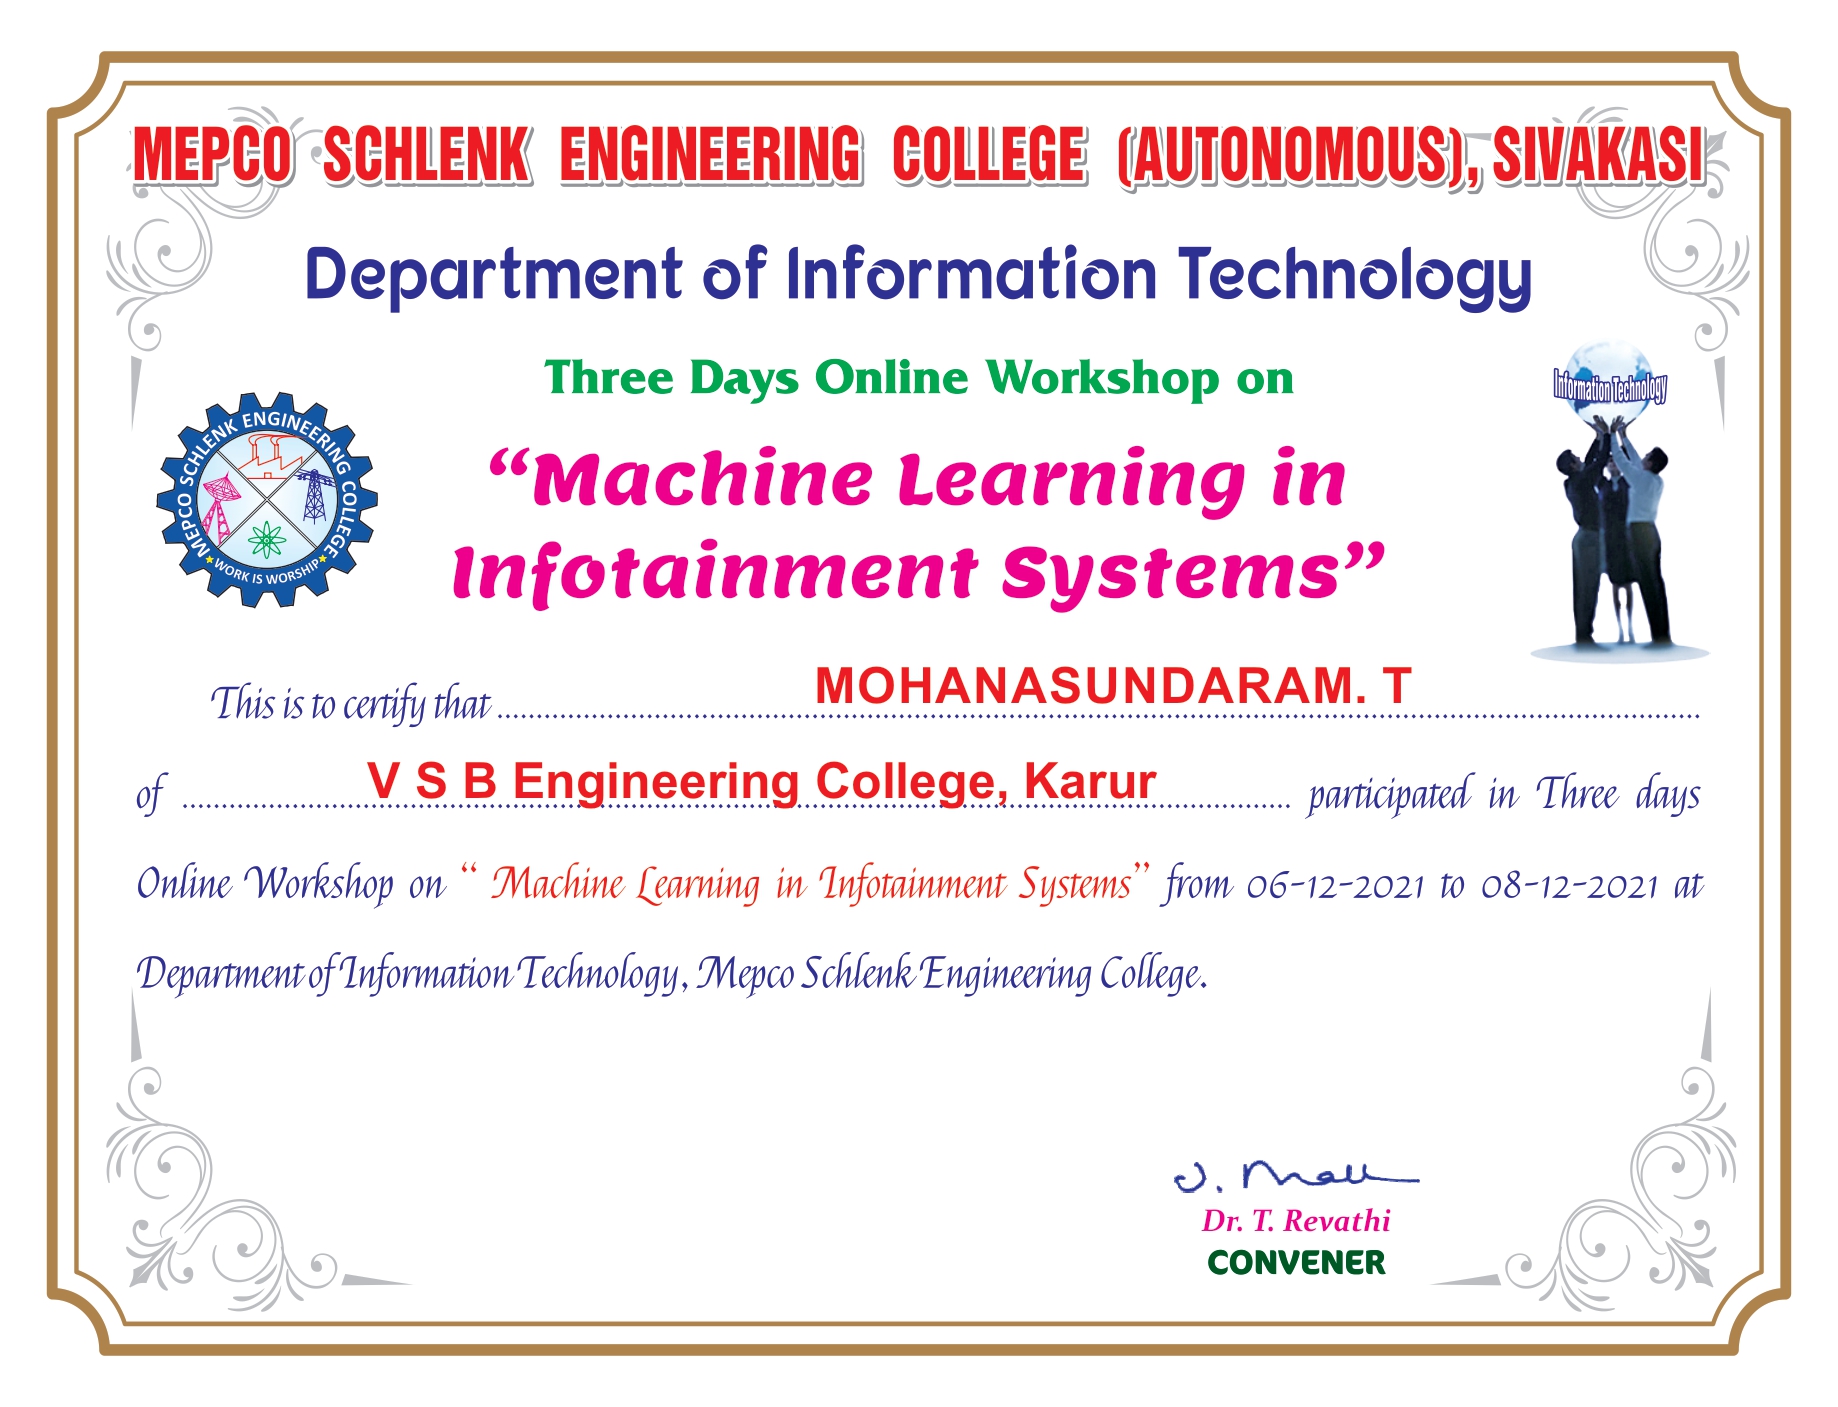 MEPCO SCHLENK ENGINEERING COLLEGE (AUTONOMOUS), SIVAKASI
Department of Information Technology
Three Days Online Workshop on
Information Technology
MEPCO SCHLENK ENGINEERING COLLEGE
WORK IS WORSHIP
“Machine Learning in
Infotainment Systems”
This is to certify that MOHANASUNDARAM. T
of V S B Engineering College, Karur participated in Three days
Online Workshop on “ Machine Learning in Infotainment Systems” from 06-12-2021 to 08-12-2021 at
Department of Information Technology, Mepco Schlenk Engineering College.
Dr. T. Revathi
CONVENER